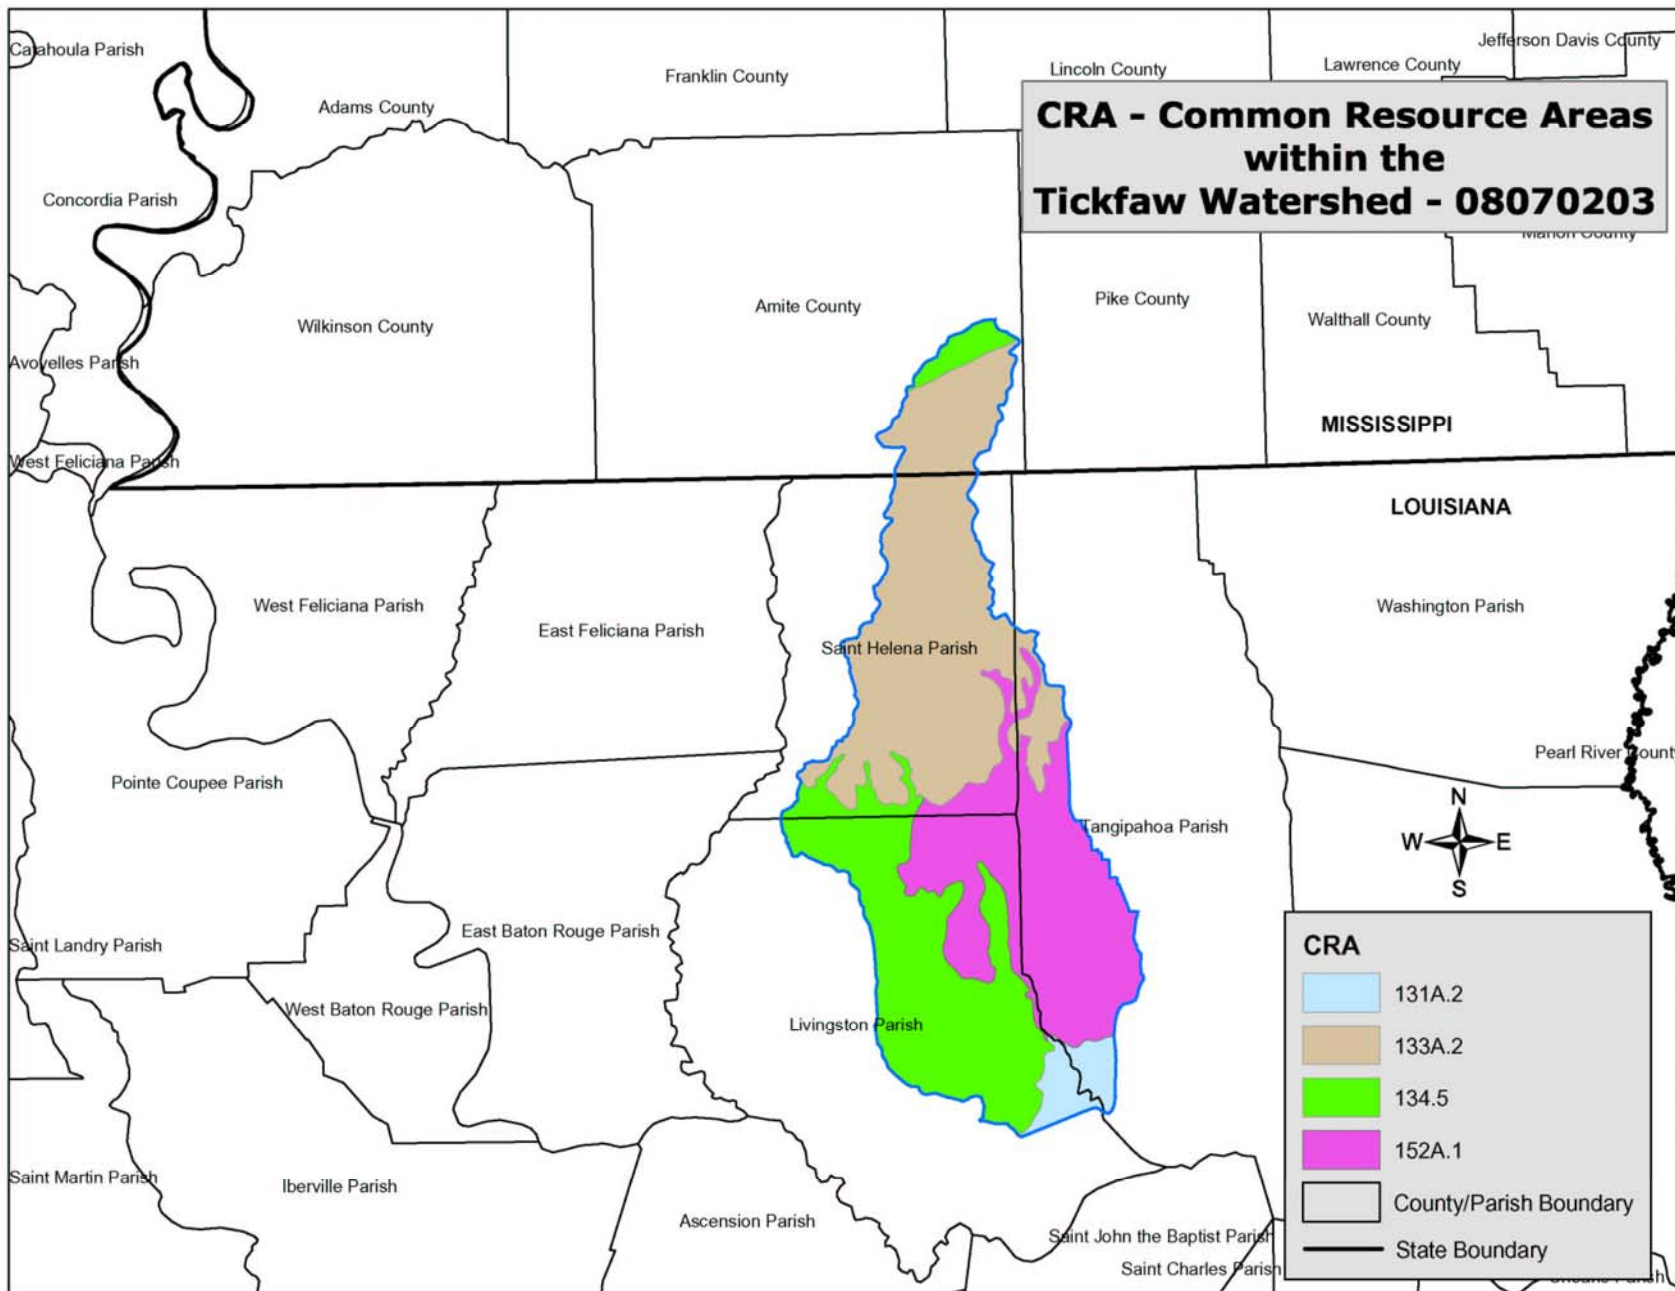 Catahoula Parish
Jefferson Davis County
Franklin County
Lincoln County
Lawrence County
Adams County
CRA - Common Resource Areas
within the
Tickfaw Watershed - 08070203
Concordia Parish
Marion County
Amite County
Pike County
Wilkinson County
Walthall County
Avoyelles Parish
MISSISSIPPI
West Feliciana Parish
LOUISIANA
West Feliciana Parish
Washington Parish
East Feliciana Parish
Saint Helena Parish
Pearl River County
Pointe Coupee Parish
N
Tangipahoa Parish
W E
S
East Baton Rouge Parish
Saint Landry Parish
CRA
131A.2
West Baton Rouge Parish
Livingston Parish
133A.2
134.5
152A.1
Saint Martin Parish
Iberville Parish
County/Parish Boundary
Ascension Parish
Saint John the Baptist Parish
State Boundary
Saint Charles Parish
Orleans Parish